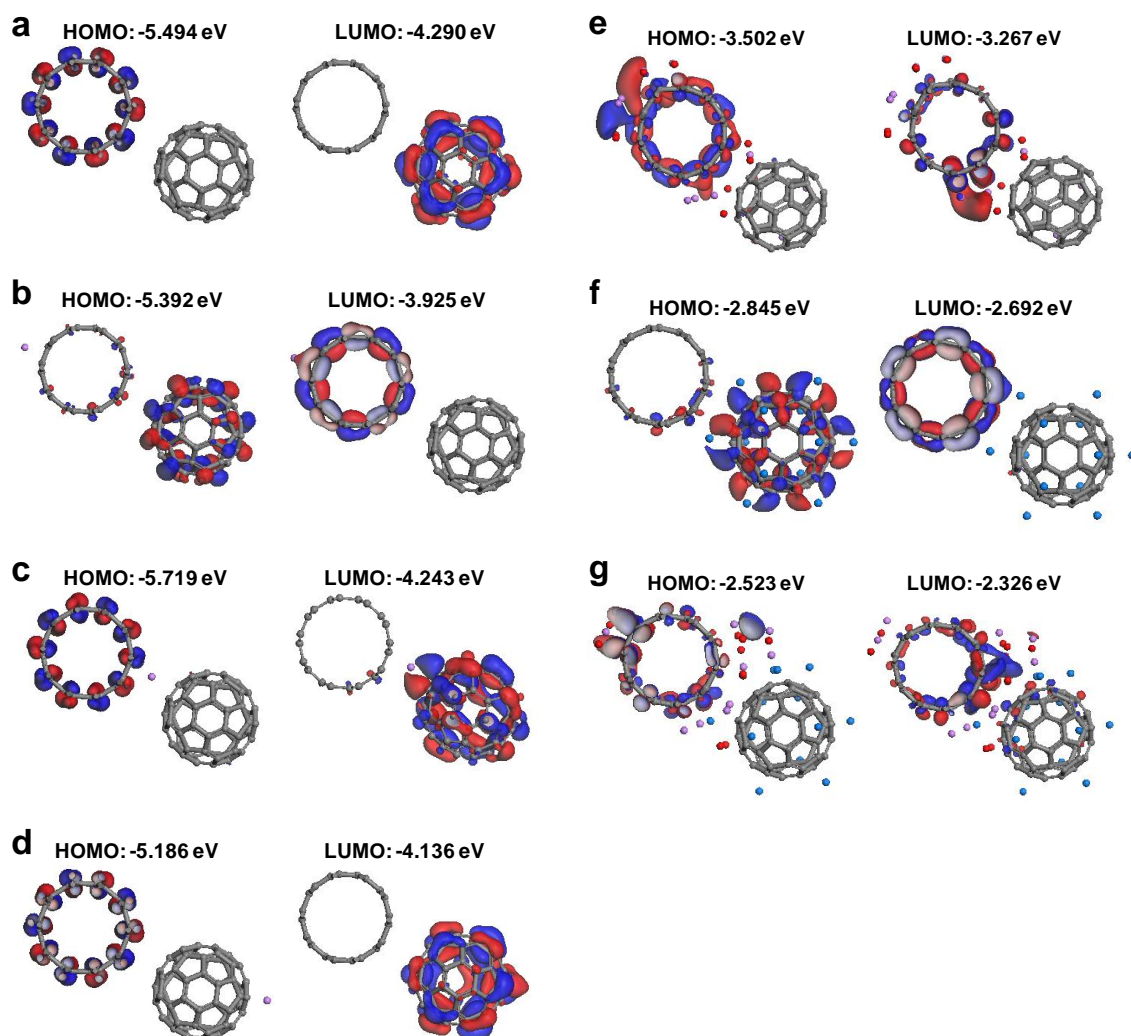 a
HOMO: -5.494 eV
LUMO: -4.290 eV
b
HOMO: -5.392 eV
LUMO: -3.925 eV
c
HOMO: -5.719 eV
LUMO: -4.243 eV
d
HOMO: -5.186 eV
LUMO: -4.136 eV
e
HOMO: -3.502 eV
LUMO: -3.267 eV
f
HOMO: -2.845 eV
LUMO: -2.692 eV
g
HOMO: -2.523 eV
LUMO: -2.326 eV